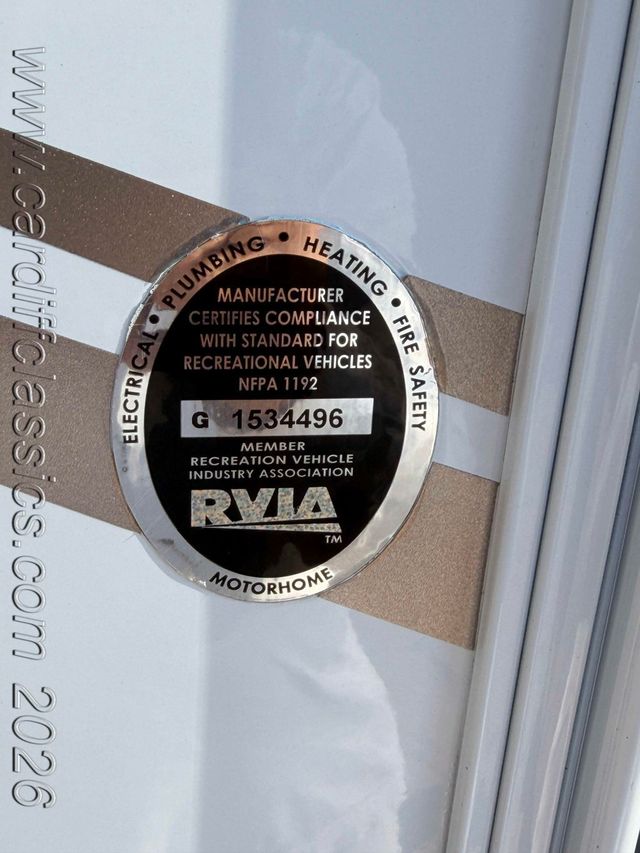 ELECTRICAL • PLUMBING • HEATING • FIRE SAFETY
MANUFACTURER
CERTIFIES COMPLIANCE
WITH STANDARD FOR
RECREATIONAL VEHICLES
NFPA 1192
G 1534496
MEMBER
RECREATION VEHICLE
INDUSTRY ASSOCIATION
RVIA
TM
MOTORHOME
www.cardiffclassics.com 2026